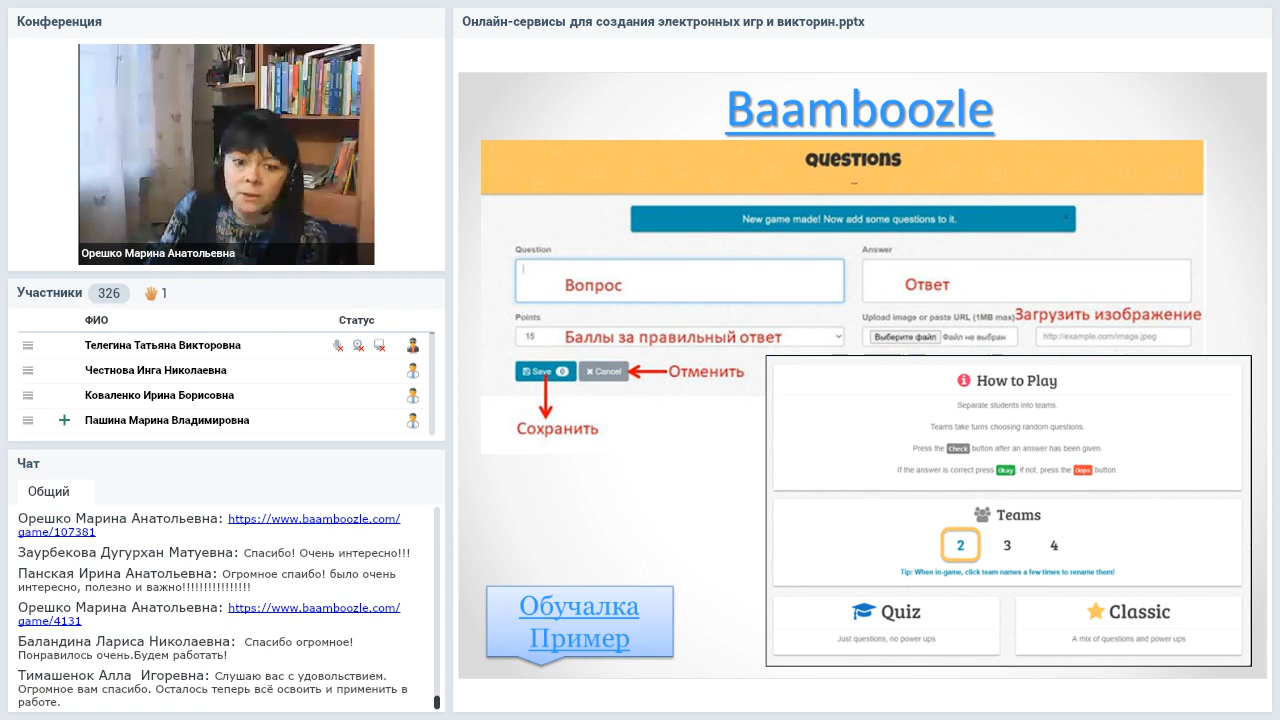 Конференция
Орешко Марина Анатольевна
Участники 326 1
ФИО Статус
Телегина Татьяна Викторовна
Честнова Инга Николаевна
Коваленко Ирина Борисовна
Пашина Марина Владимировна
Чат
Общий
Орешко Марина Анатольевна: https://www.baamboozle.com/
game/107381
Заурбекова Дугурхан Матуевна: Спасибо! Очень интересно!!!
Панская Ирина Анатольевна: Огромное спаибо! было очень
интересно, полезно и важно!!!!!!!!!!!!!!!!
Орешко Марина Анатольевна: https://www.baamboozle.com/
game/4131
Баландина Лариса Николаевна: Спасибо огромное!
Понравилось очень.Будем работать!
Тимашенок Алла Игоревна: Слушаю вас с удовольствием.
Огромное вам спасибо. Осталось теперь всё освоить и применить в
работе.
Онлайн-сервисы для создания электронных игр и викторин.pptx
Baamboozle
Questions
New game made! Now add some questions to it. x
Question Answer
Вопрос Ответ
Points Upload image or paste URL (1MB max) Загрузить изображение
15 Баллы за правильный ответ Выберите файл Файл не выбран http://example.com/image.jpeg
Save 0 Cancel Отменить
Сохранить
How to Play
Separate students into teams.
Teams take turns choosing random questions.
Press the Check button after an answer has been given.
If the answer is correct press Okay, if not, press the Oops button.
Teams
2 3 4
Tip: When in-game, click team names a few times to rename them!
Quiz Classic
Just questions, no power ups A mix of questions and power ups
Обучалка
Пример